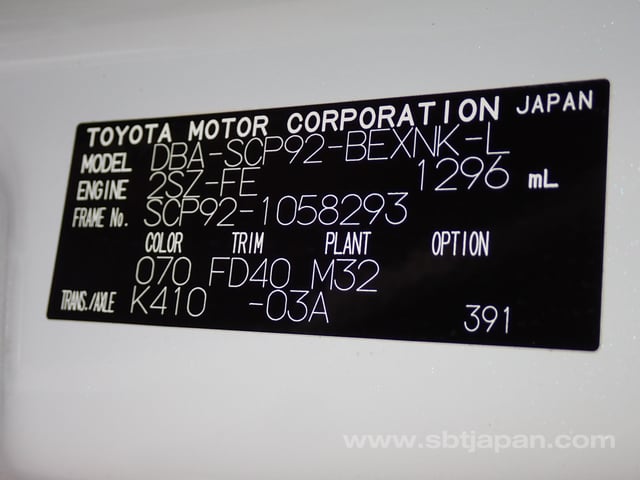 TOYOTA MOTOR CORPORATION JAPAN
MODEL DBA-SCP92-BEXNK-L
ENGINE 2SZ-FE 1296 mL
FRAME No. SCP92-1058293
COLOR TRIM PLANT OPTION
070 FD40 M32
TRANS./AXLE K410 -03A 391
www.sbtjapan.com